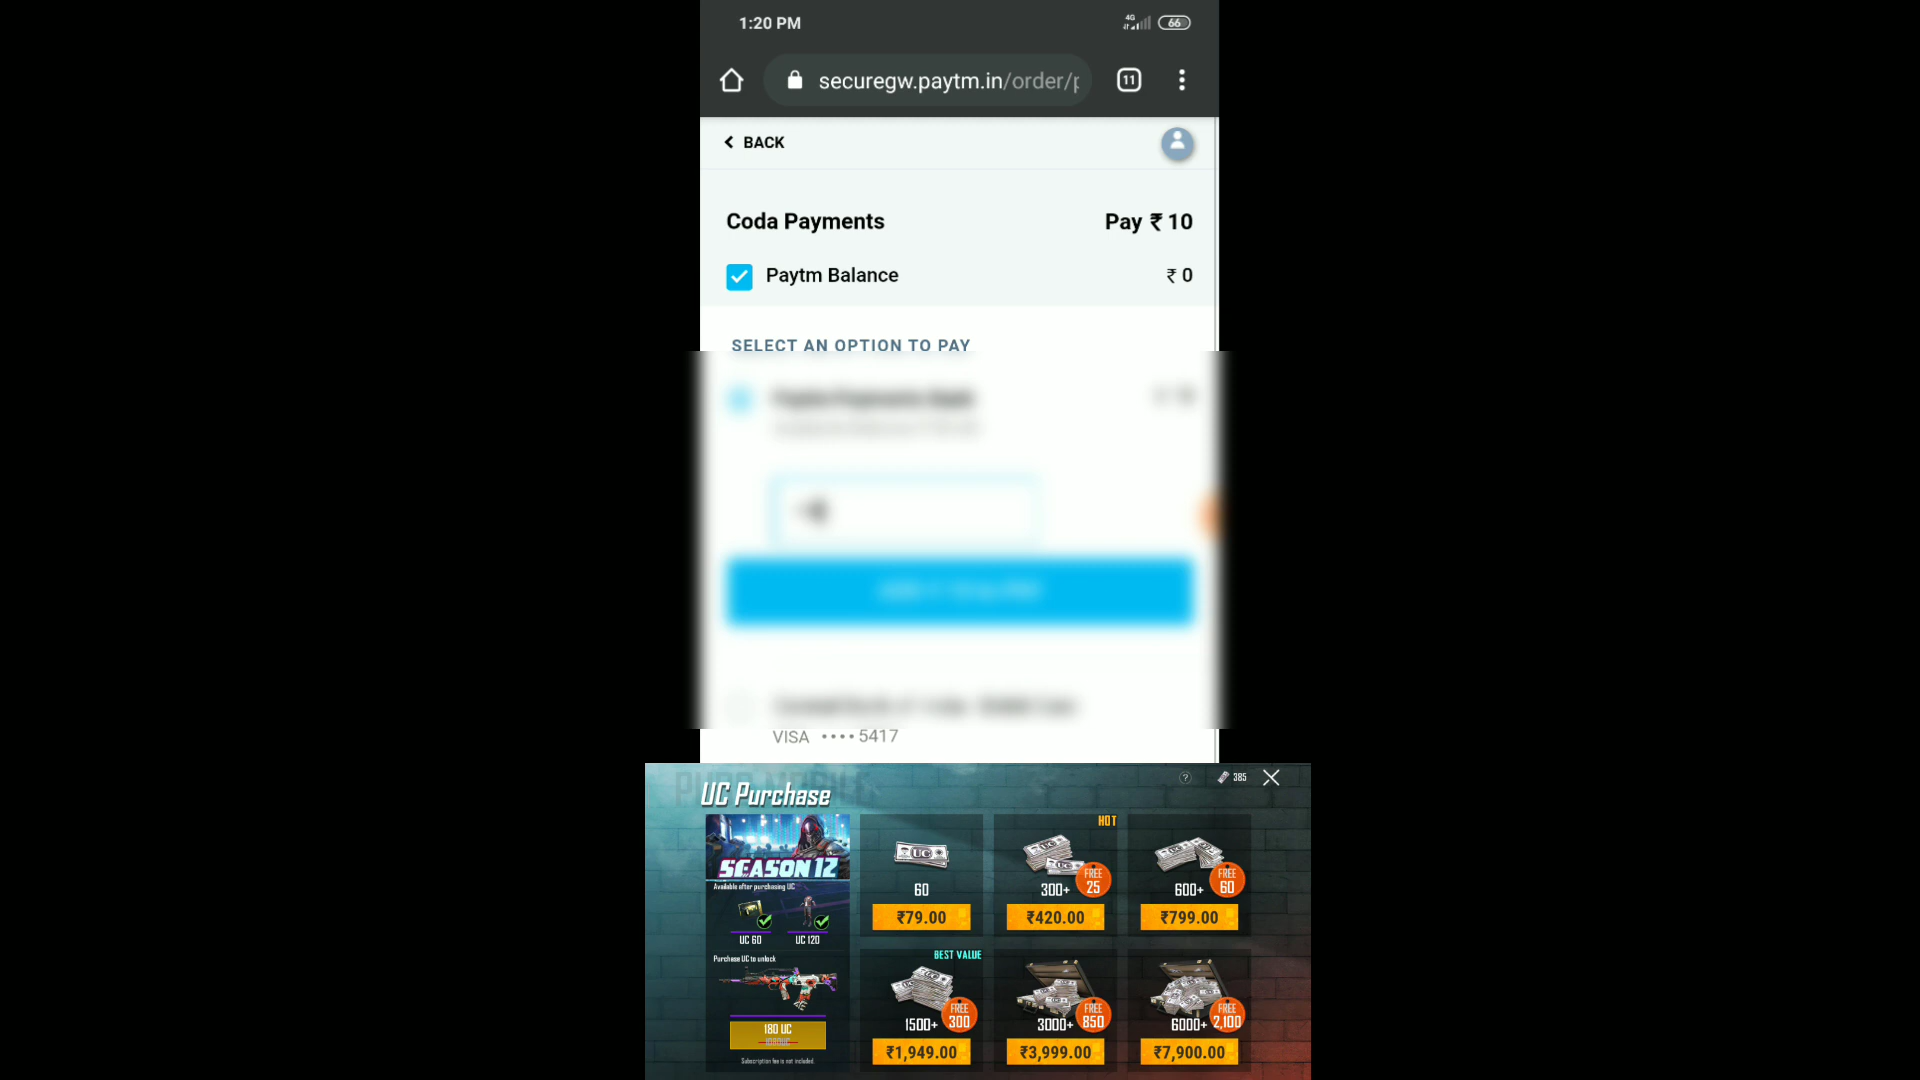 1:20 PM
4G
66
securegw.paytm.in/order/p
11
BACK
Coda Payments
Pay ₹ 10
Paytm Balance
₹ 0
SELECT AN OPTION TO PAY
VISA •••• 5417
UC Purchase
?
385
SEASON 12
Available after purchasing UC
UC 60
UC 120
Purchase UC to unlock
180 UC
Subscription fee is not included.
UC
60
₹79.00
HOT
UC
300+
FREE
25
₹420.00
UC
600+
FREE
60
₹799.00
BEST VALUE
UC
1500+
FREE
300
₹1,949.00
3000+
FREE
850
₹3,999.00
6000+
FREE
2,100
₹7,900.00